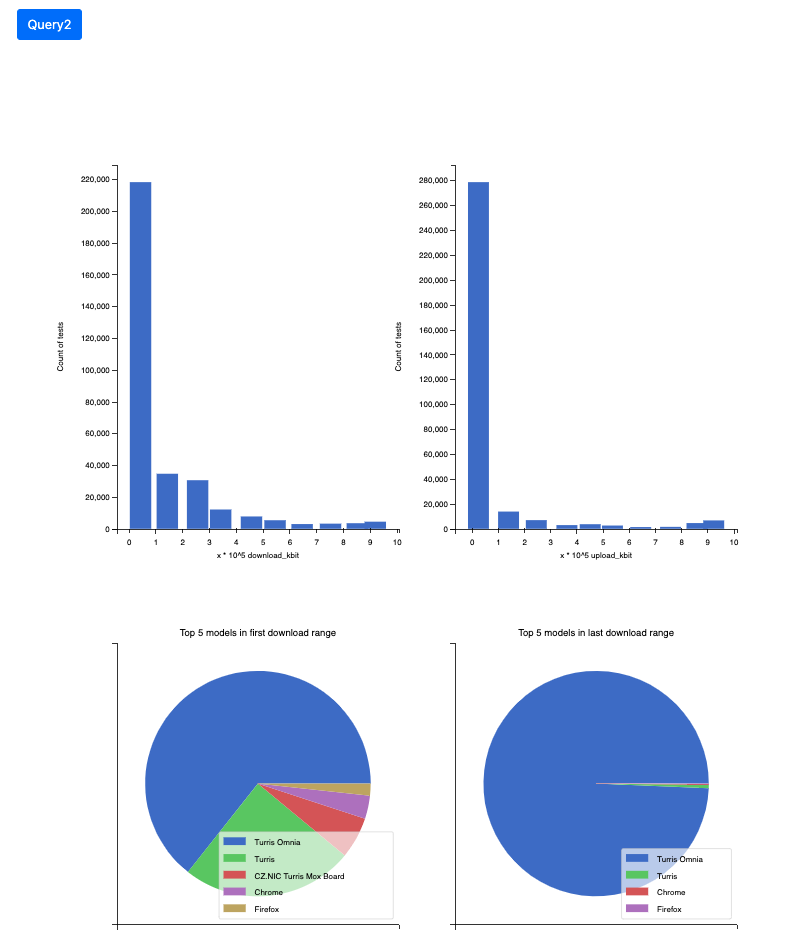 Query2
220,000
200,000
180,000
160,000
140,000
120,000
100,000
80,000
60,000
40,000
20,000
0
Count of tests
0 1 2 3 4 5 6 7 8 9 10
x * 10^5 download_kbit
280,000
260,000
240,000
220,000
200,000
180,000
160,000
140,000
120,000
100,000
80,000
60,000
40,000
20,000
0
Count of tests
0 1 2 3 4 5 6 7 8 9 10
x * 10^5 upload_kbit
Top 5 models in first download range
Turris Omnia
Turris
CZ.NIC Turris Mox Board
Chrome
Firefox
Top 5 models in last download range
Turris Omnia
Turris
Chrome
Firefox